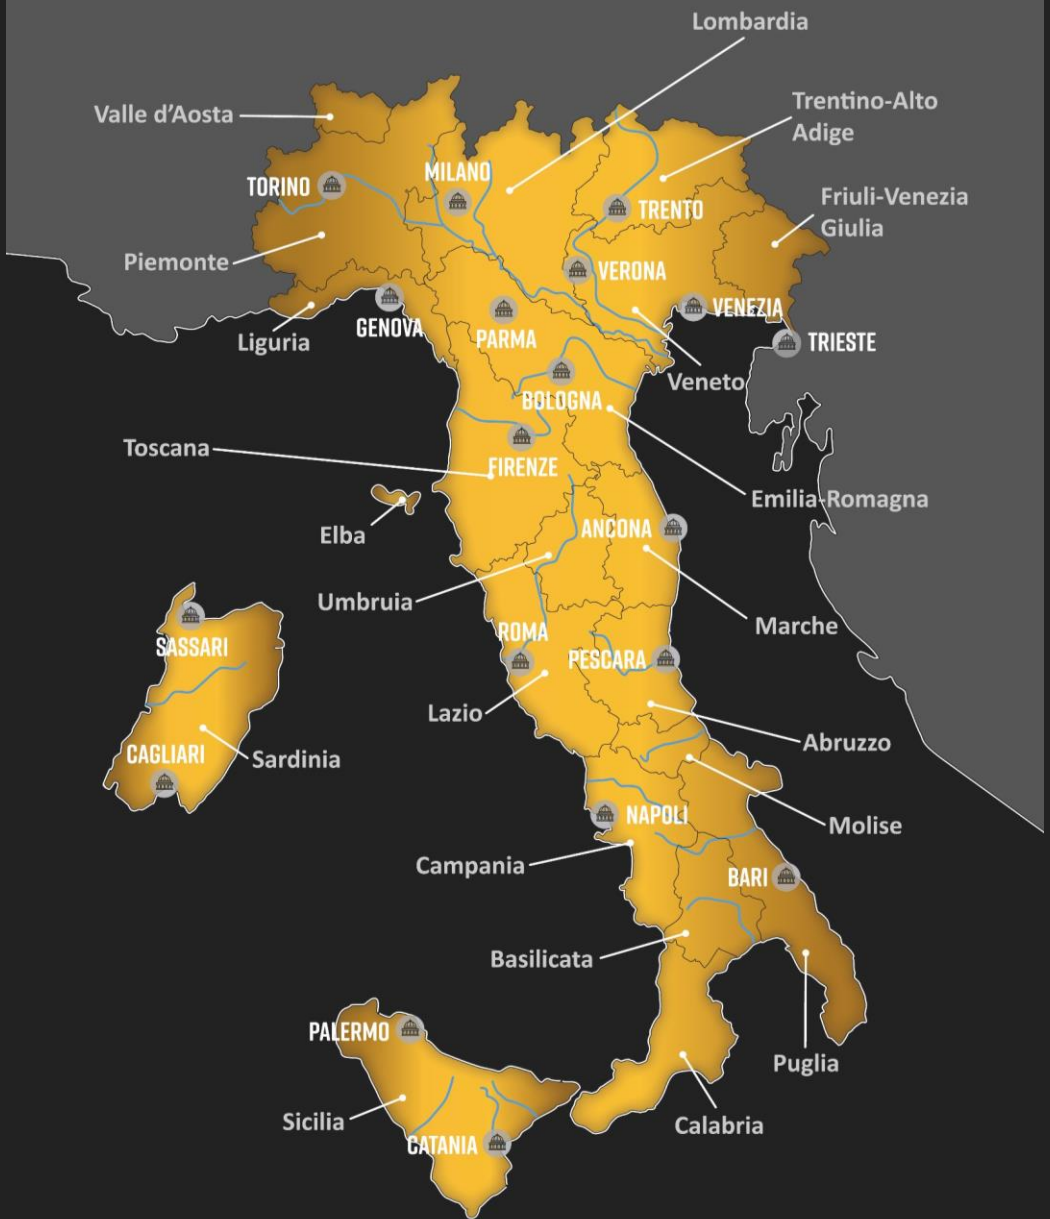 Lombardia
Valle d'Aosta
Trentino-Alto
Adige
MILANO
TORINO
TRENTO
Friuli-Venezia
Giulia
Piemonte
VERONA
VENEZIA
GENOVA
Liguria
PARMA
TRIESTE
Veneto
BOLOGNA
Toscana
FIRENZE
Emilia-Romagna
Elba
ANCONA
Umbruia
Marche
SASSARI
ROMA
PESCARA
Lazio
Abruzzo
CAGLIARI
Sardinia
NAPOLI
Molise
Campania
BARI
Basilicata
PALERMO
Puglia
Sicilia
Calabria
CATANIA